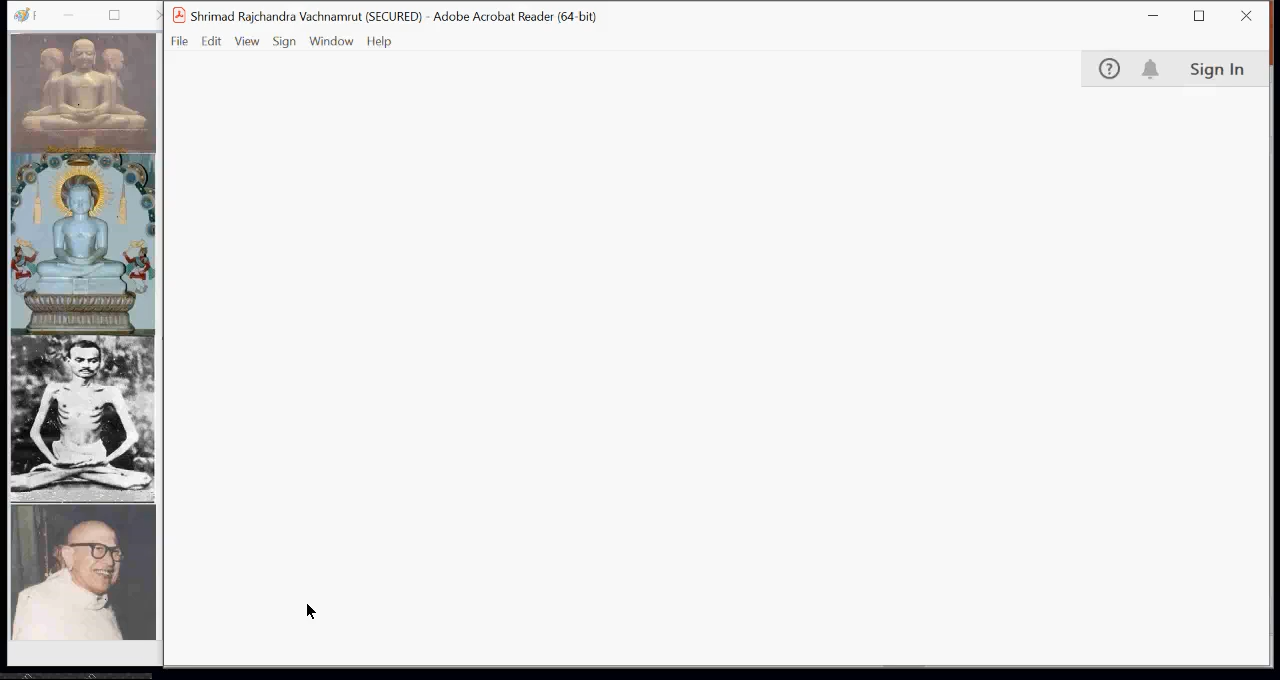 Shrimad Rajchandra Vachnamrut (SECURED) - Adobe Acrobat Reader (64-bit)
File Edit View Sign Window Help
Sign In